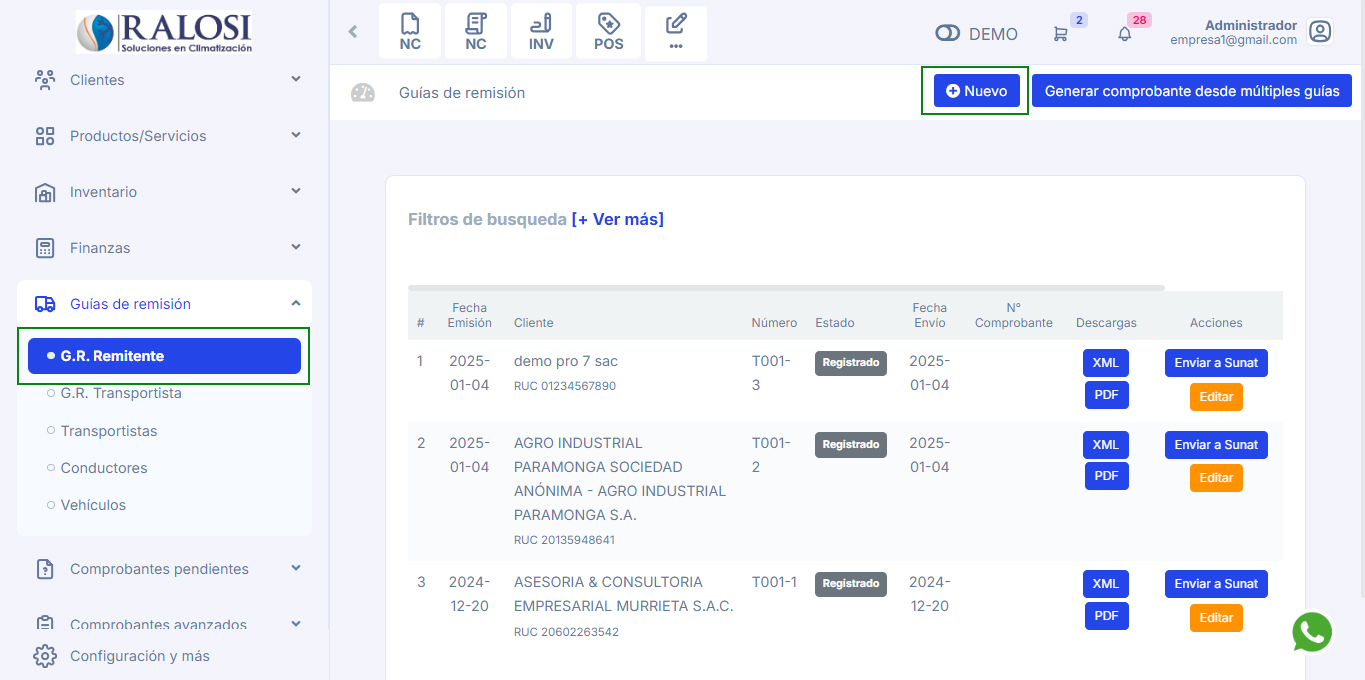 RALOSI
Soluciones en Climatización
Clientes
Productos/Servicios
Inventario
Finanzas
Guías de remisión
G.R. Remitente
G.R. Transportista
Transportistas
Conductores
Vehículos
Comprobantes pendientes
Comprobantes avanzados
Configuración y más
NC
NC
INV
POS
DEMO
2
28
Administrador
empresa1@gmail.com
Guías de remisión
Nuevo
Generar comprobante desde múltiples guías
Filtros de busqueda [+ Ver más]
# Fecha Emisión Cliente Número Estado Fecha Envío N° Comprobante Descargas Acciones
1 2025- demo pro 7 sac T001- Registrado 2025- XML Enviar a Sunat
01-04 RUC 01234567890 3 01-04 PDF Editar
2 2025- AGRO INDUSTRIAL T001- Registrado 2025- XML Enviar a Sunat
01-04 PARAMONGA SOCIEDAD 2 01-04 PDF Editar
ANÓNIMA - AGRO INDUSTRIAL
PARAMONGA S.A.
RUC 20135948641
3 2024- ASESORIA & CONSULTORIA T001-1 Registrado 2024- XML Enviar a Sunat
12-20 EMPRESARIAL MURRIETA S.A.C. 12-20 PDF Editar
RUC 20602263542